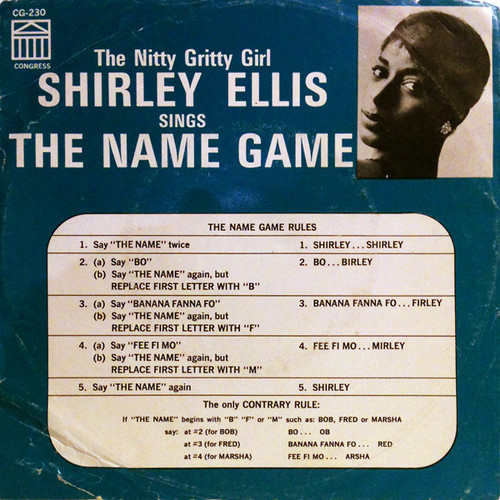 CG-230
CONGRESS
The Nitty Gritty Girl
SHIRLEY ELLIS
SINGS
THE NAME GAME
THE NAME GAME RULES
1. Say "THE NAME" twice 1. SHIRLEY...SHIRLEY
2. (a) Say "BO" 2. BO...BIRLEY
(b) Say "THE NAME" again, but
REPLACE FIRST LETTER WITH "B"
3. (a) Say "BANANA FANNA FO" 3. BANANA FANNA FO...FIRLEY
(b) Say "THE NAME" again, but
REPLACE FIRST LETTER WITH "F"
4. (a) Say "FEE FI MO" 4. FEE FI MO...MIRLEY
(b) Say "THE NAME" again, but
REPLACE FIRST LETTER WITH "M"
5. Say "THE NAME" again 5. SHIRLEY
The only CONTRARY RULE:
If "THE NAME" begins with "B" "F" or "M" such as: BOB, FRED or MARSHA
say: at #2 (for BOB) BO... OB
at #3 (for FRED) BANANA FANNA FO... RED
at #4 (for MARSHA) FEE FI MO... ARSHA